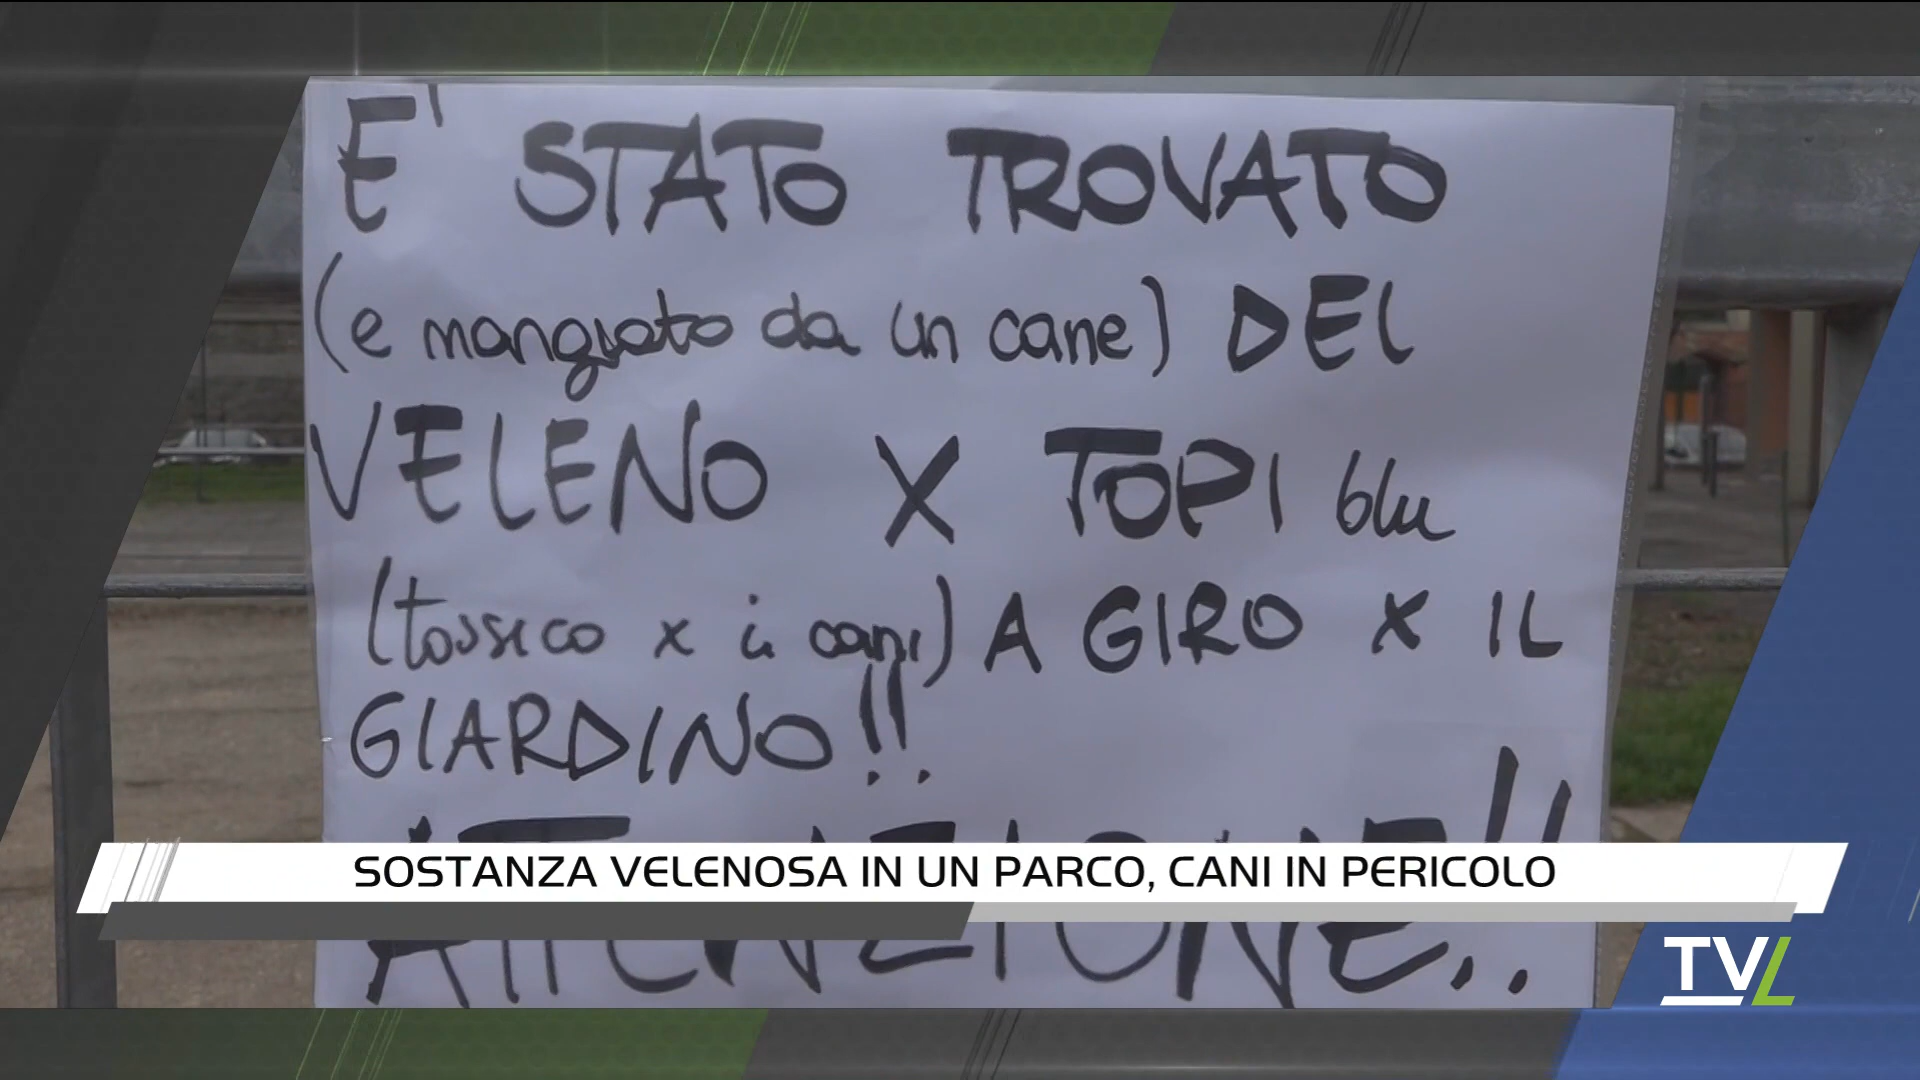 E' STATO TROVATO
(e mangiato da un cane) DEL
VELENO X TOPI blu
(tossico x i cani) A GIRO X IL
GIARDINO!!
ATTENZIONE!!
SOSTANZA VELENOSA IN UN PARCO, CANI IN PERICOLO
TVL